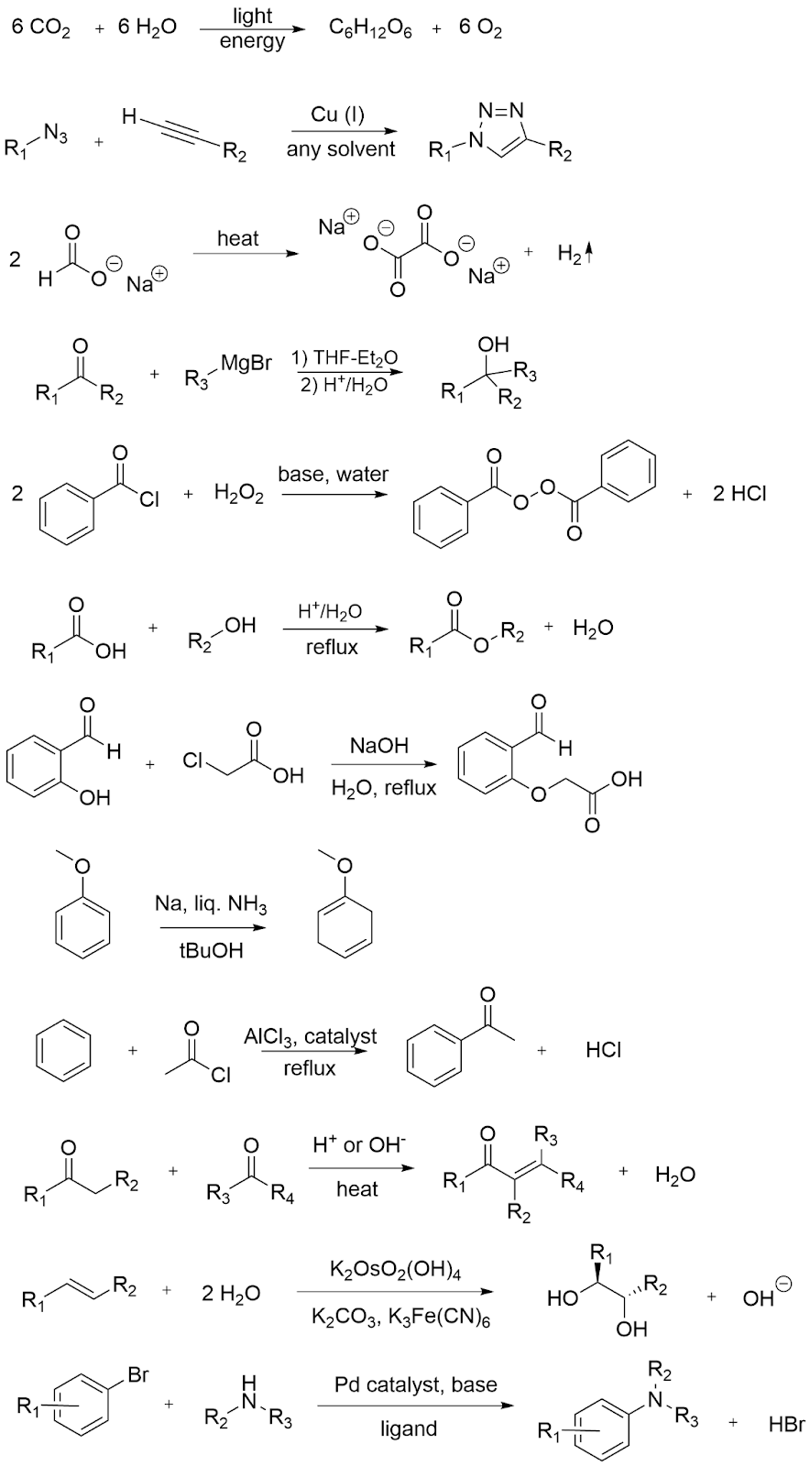 6 CO2 + 6 H2O light energy C6H12O6 + 6 O2
R1 N3 + H R2 Cu (I) any solvent R1 N N=N R2
2 H O O⊖ Na⊕ heat Na⊕ O⊖ O O O⊖ Na⊕ + H2↑
R1 O R2 + R3 MgBr 1) THF-Et2O 2) H+/H2O OH R1 R3 R2
2 O Cl + H2O2 base, water O O O O + 2 HCl
R1 O OH + R2 OH H+/H2O reflux R1 O O R2 + H2O
O H OH + Cl O OH NaOH H2O, reflux O H O O OH
O Na, liq. NH3 tBuOH O
+ O Cl AlCl3, catalyst reflux O + HCl
R1 O R2 + R3 O R4 H+ or OH- heat R1 O R2 R3 R4 + H2O
R1 R2 + 2 H2O K2OsO2(OH)4 K2CO3, K3Fe(CN)6 HO R1 R2 OH + OH⊖
R1 Br + R2 H N R3 Pd catalyst, base ligand R1 N R2 R3 + HBr